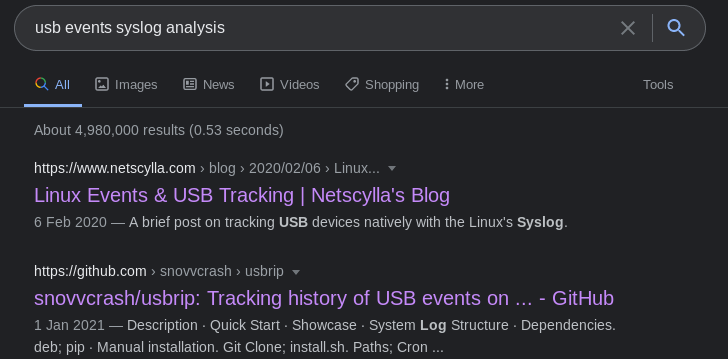 usb events syslog analysis
All Images News Videos Shopping More Tools
About 4,980,000 results (0.53 seconds)
https://www.netscylla.com › blog › 2020/02/06 › Linux...
Linux Events & USB Tracking | Netscylla's Blog
6 Feb 2020 — A brief post on tracking USB devices natively with the Linux's Syslog.
https://github.com › snovvcrash › usbrip
snovvcrash/usbrip: Tracking history of USB events on ... - GitHub
1 Jan 2021 — Description · Quick Start · Showcase · System Log Structure · Dependencies.
deb; pip · Manual installation. Git Clone; install.sh. Paths; Cron ...